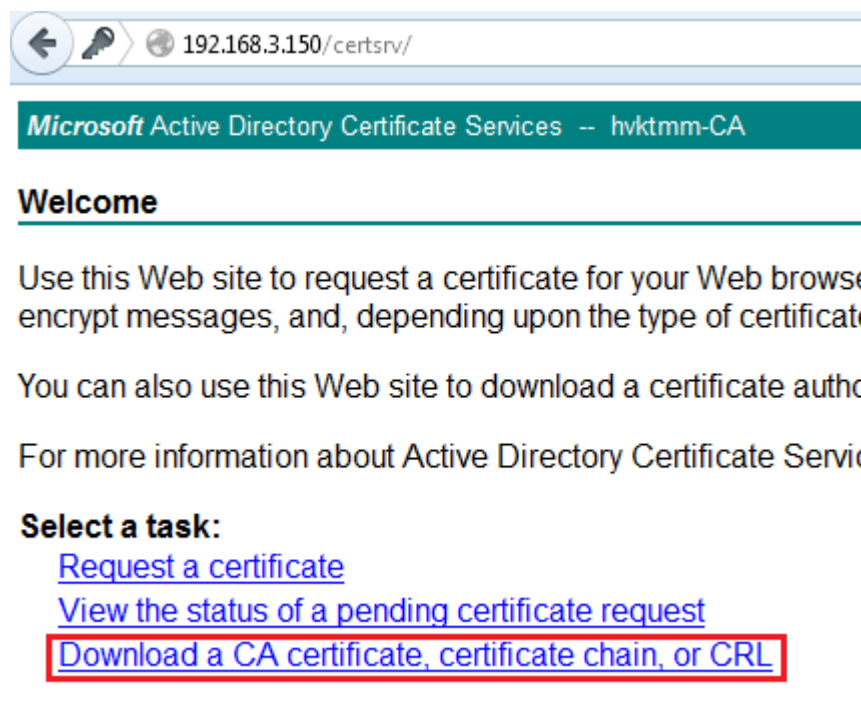 192.168.3.150/certsrv/
Microsoft Active Directory Certificate Services -- hvktmm-CA
Welcome
Use this Web site to request a certificate for your Web browse
encrypt messages, and, depending upon the type of certificate
You can also use this Web site to download a certificate autho
For more information about Active Directory Certificate Servic
Select a task:
Request a certificate
View the status of a pending certificate request
Download a CA certificate, certificate chain, or CRL